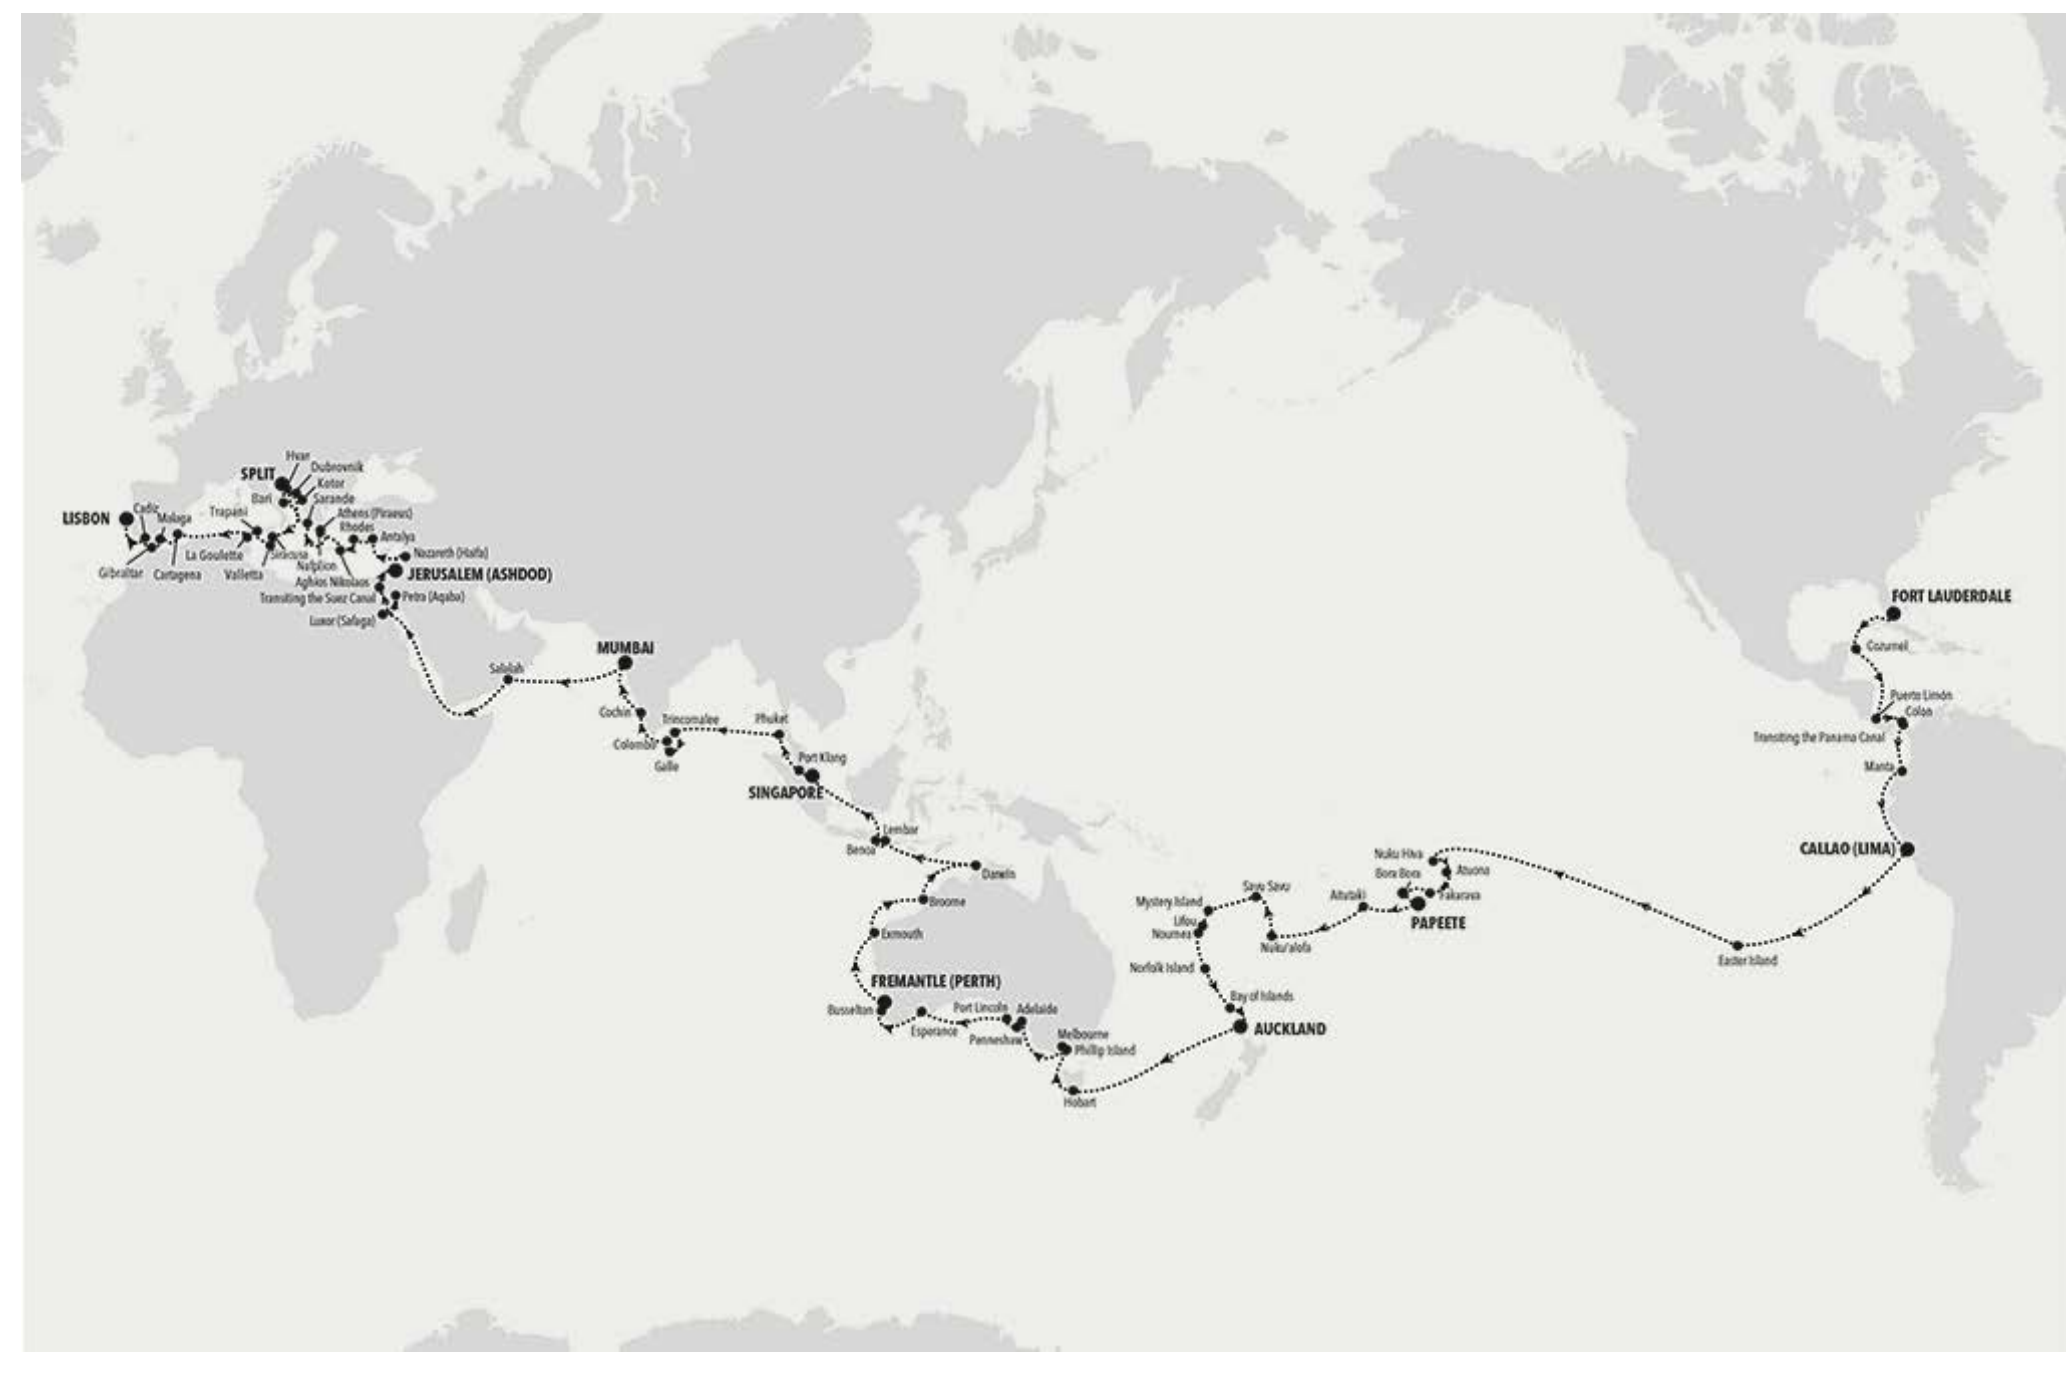 Hvar
Dubrovnik
SPLIT
Kotor
Bari
Sarande
Trapani
Athens (Piraeus)
Cadiz
Malaga
LISBON
Rhodes
Antalya
La Goulette
Siracusa
Nazareth (Haifa)
Nafplion
Gibraltar
Cartagena
Valletta
Aghios Nikolaos
JERUSALEM (ASHDOD)
Transiting the Suez Canal
Petra (Aqaba)
Luxor (Safaga)
MUMBAI
Salalah
Cochin
Trincomalee
Phuket
Colombo
Galle
Port Klang
SINGAPORE
Lembar
Benoa
Darwin
Broome
Exmouth
FREMANTLE (PERTH)
Busselton
Esperance
Port Lincoln
Adelaide
Penneshaw
Melbourne
Phillip Island
Hobart
AUCKLAND
Bay of Islands
Norfolk Island
Noumea
Lifou
Mystery Island
Savu Savu
Nuku'alofa
Aitutaki
Nuku Hiva
Atuona
Bora Bora
Fakarava
PAPEETE
Easter Island
CALLAO (LIMA)
Manta
Transiting the Panama Canal
Colon
Puerto Limón
Cozumel
FORT LAUDERDALE